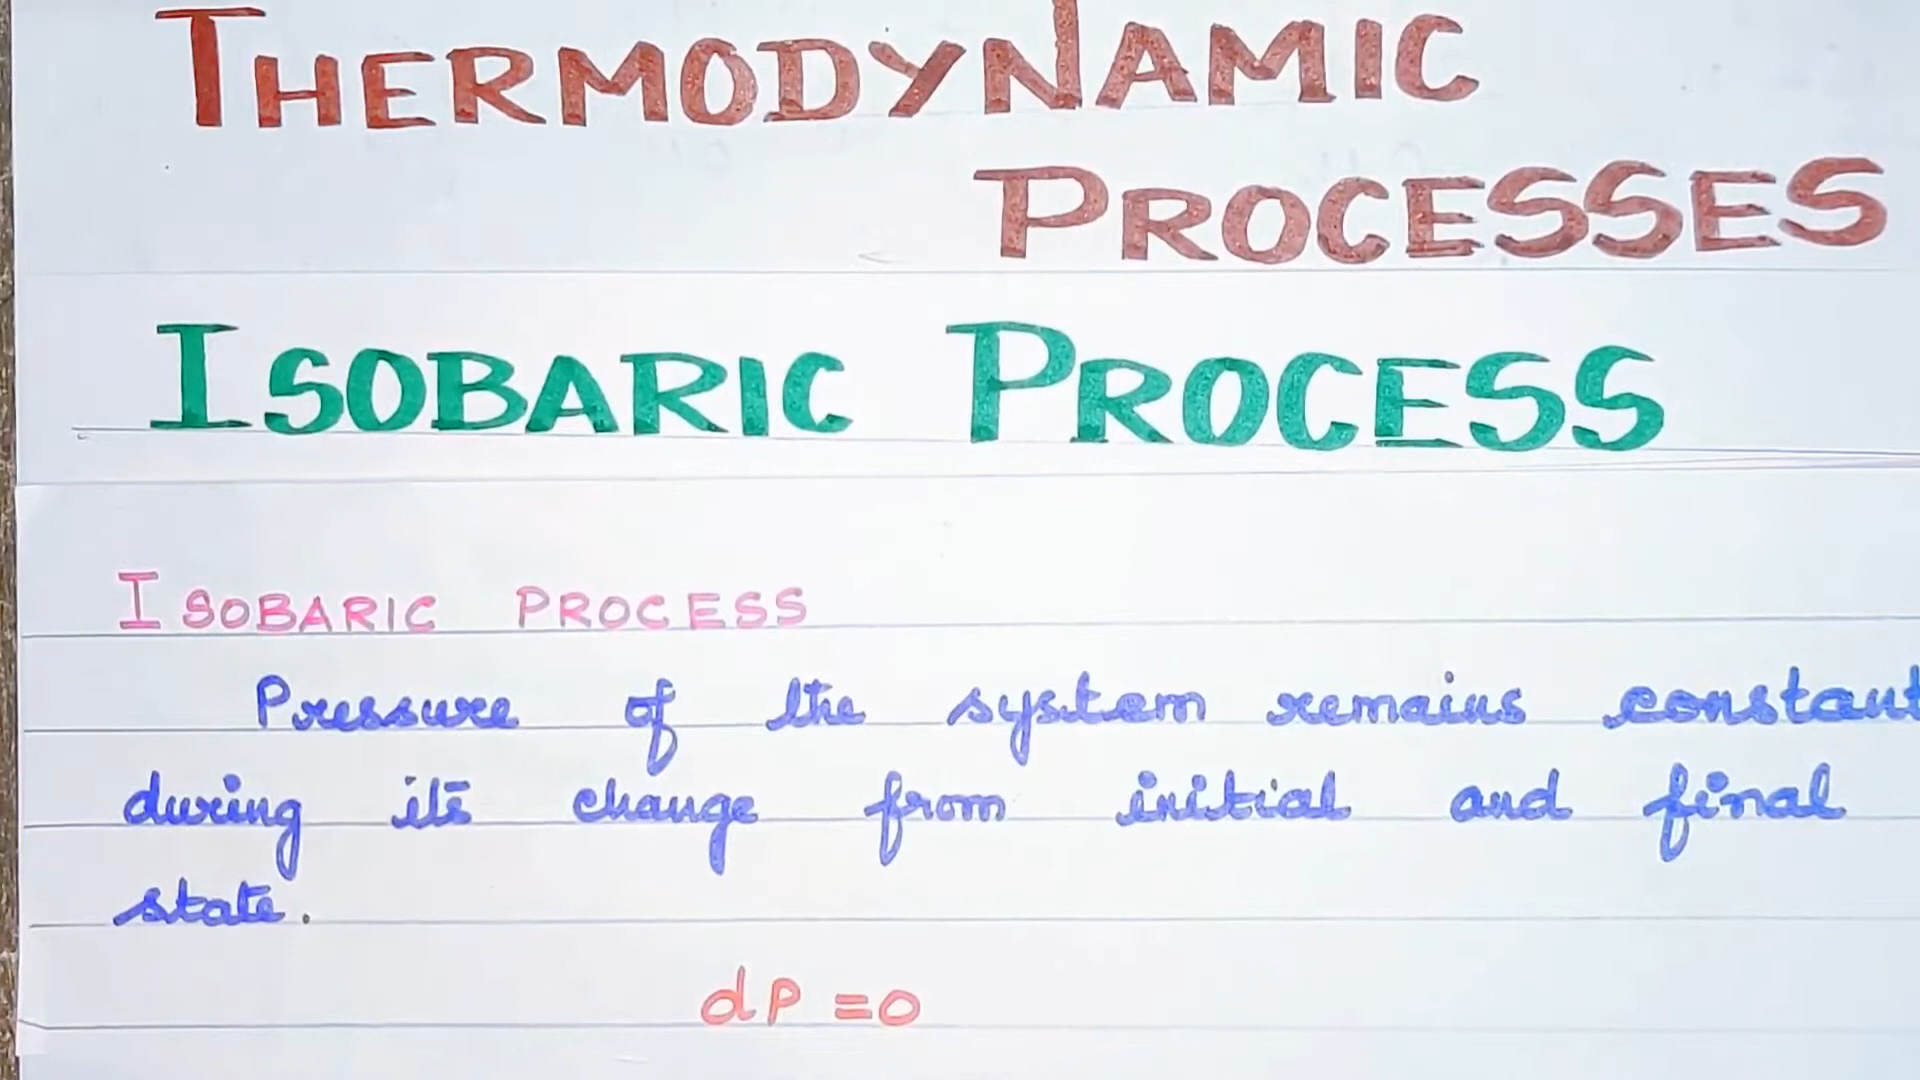 THERMODYNAMIC
PROCESSES
ISOBARIC PROCESS
ISOBARIC PROCESS
Pressure of the system remains constant
during its change from initial and final
state.
dP = 0